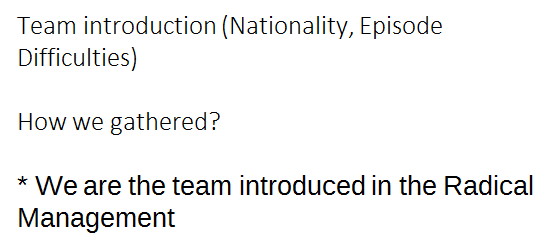 Team introduction (Nationality, Episode
Difficulties)
How we gathered?
* We are the team introduced in the Radical
Management